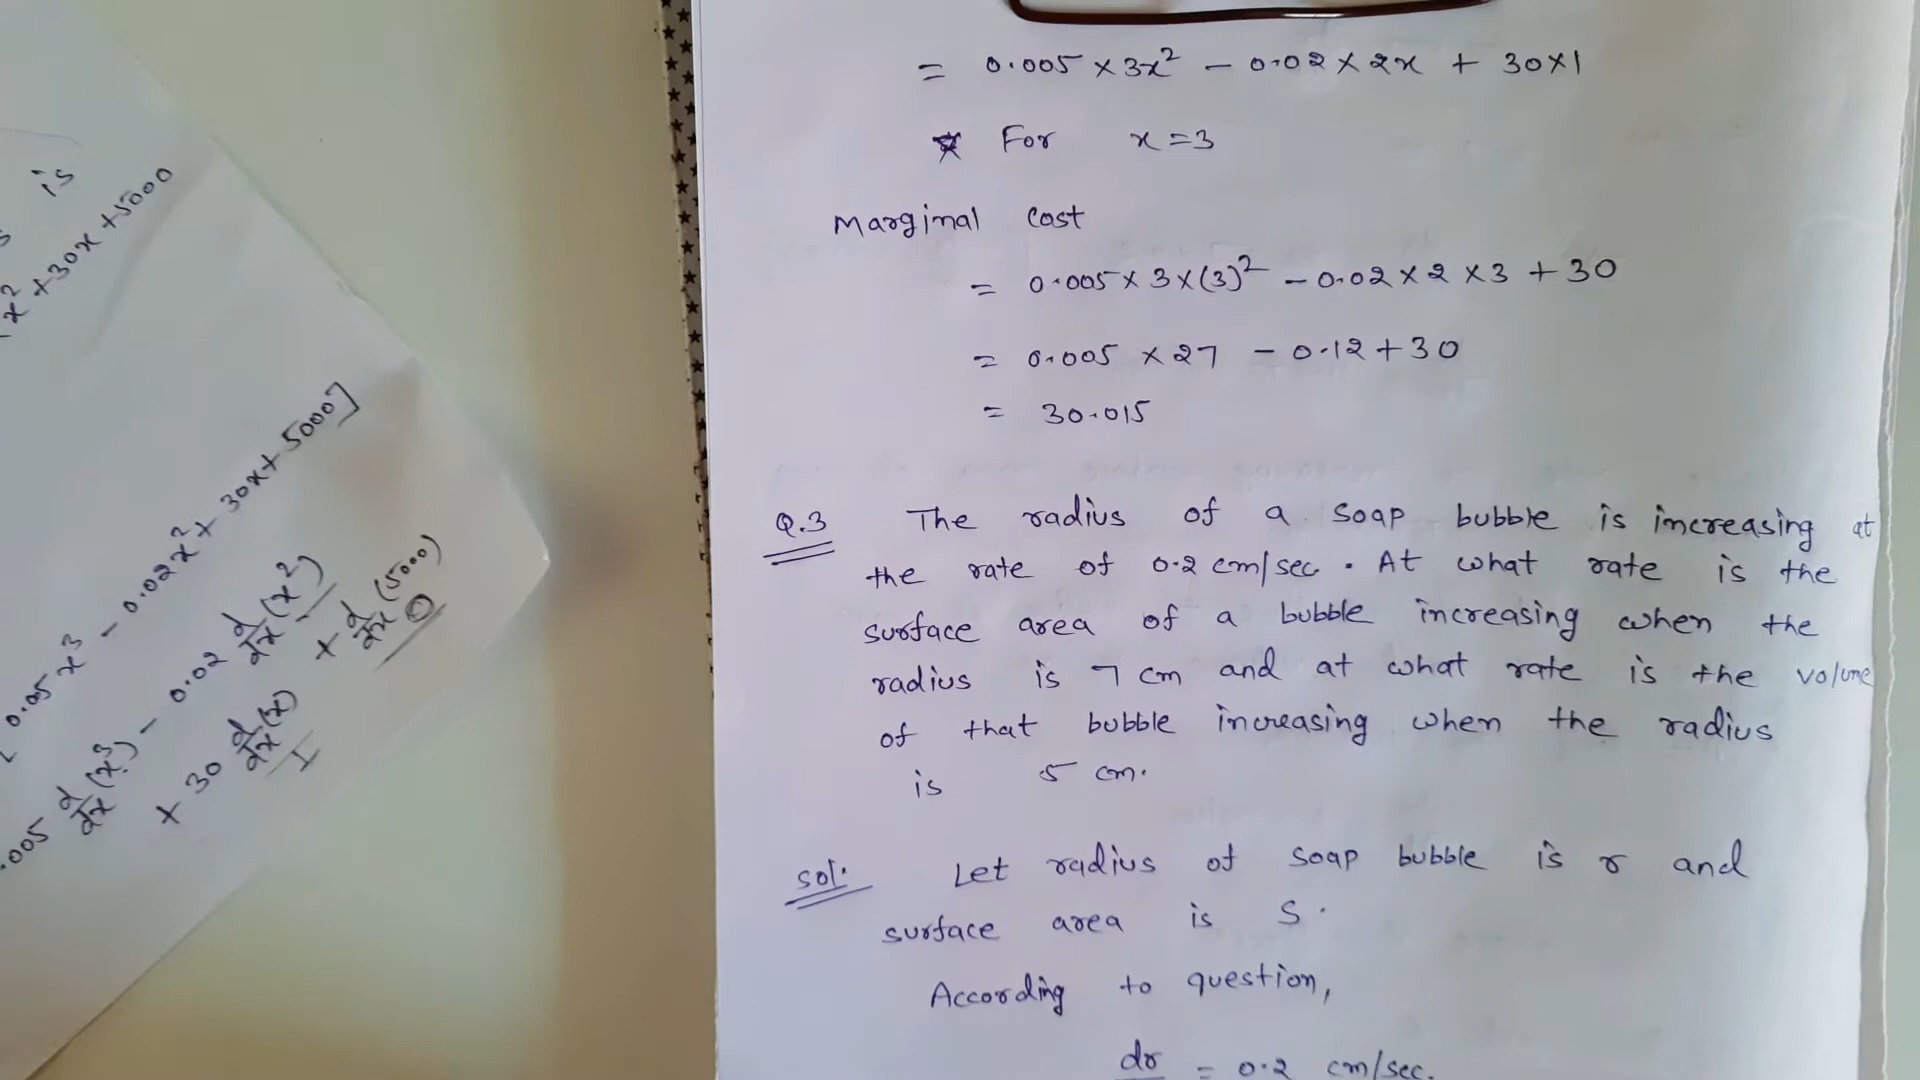 is
x² + 30x + 5000
0.005 x³ - 0.02x² + 30x + 5000]
.005 d/dx (x³) - 0.02 d/dx (x²)
+ 30 d/dx (x) + d/dx (5000)
1 0
= 0.005 × 3x² - 0.02 × 2x + 30×1
* For x = 3
Marginal cost
= 0.005 × 3 × (3)² - 0.02 × 2 × 3 + 30
= 0.005 × 27 - 0.12 + 30
= 30.015
Q.3 The radius of a soap bubble is increasing at
the rate of 0.2 cm/sec. At what rate is the
surface area of a bubble increasing when the
radius is 7 cm and at what rate is the volume
of that bubble increasing when the radius
is 5 cm.
sol. Let radius of soap bubble is r and
surface area is S.
According to question,
dr = 0.2 cm/sec.